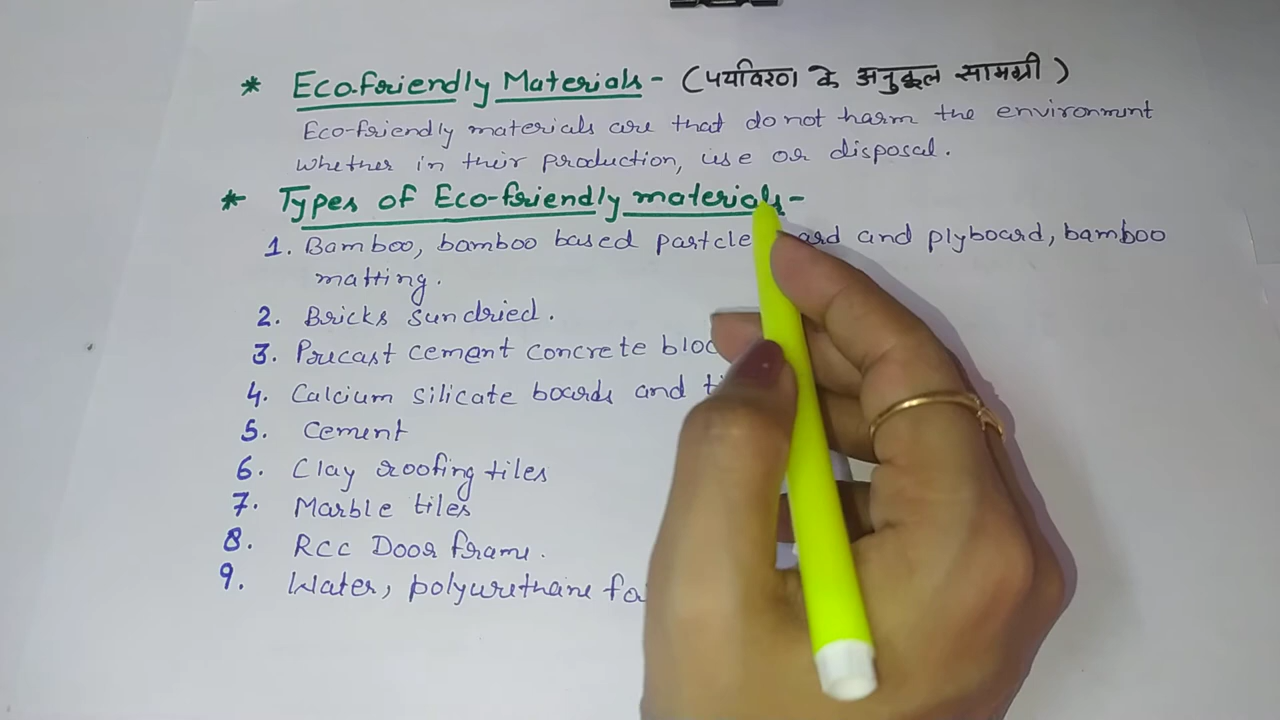 * Eco-friendly Materials - (पर्यावरण के अनुकूल सामग्री)
Eco-friendly materials are that do not harm the environment
whether in their production, use or disposal.
* Types of Eco-friendly materials -
1. Bamboo, bamboo based and plyboard, bamboo
matting.
2. Bricks sundried.
3. Precast cement concrete
4. Calcium silicate boards and
5. Cement
6. Clay roofing tiles
7. Marble tiles
8. RCC Door frame.
9. Water, polyurethane